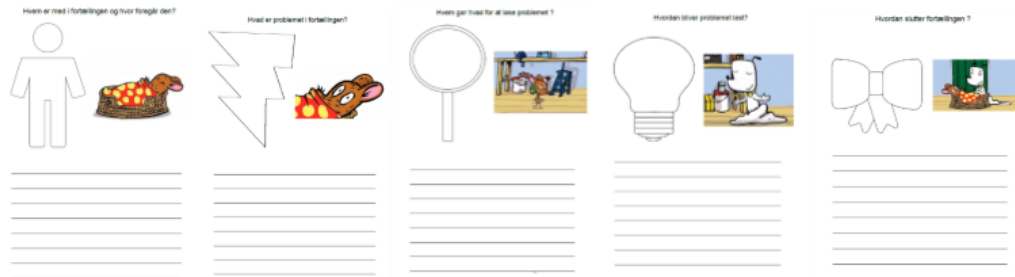 Hvem er med i fortællingen og hvor foregår den?
Hvad er problemet i fortællingen?
Hvem gør hvad for at løse problemet ?
Hvordan bliver problemet løst?
Hvordan slutter fortællingen ?